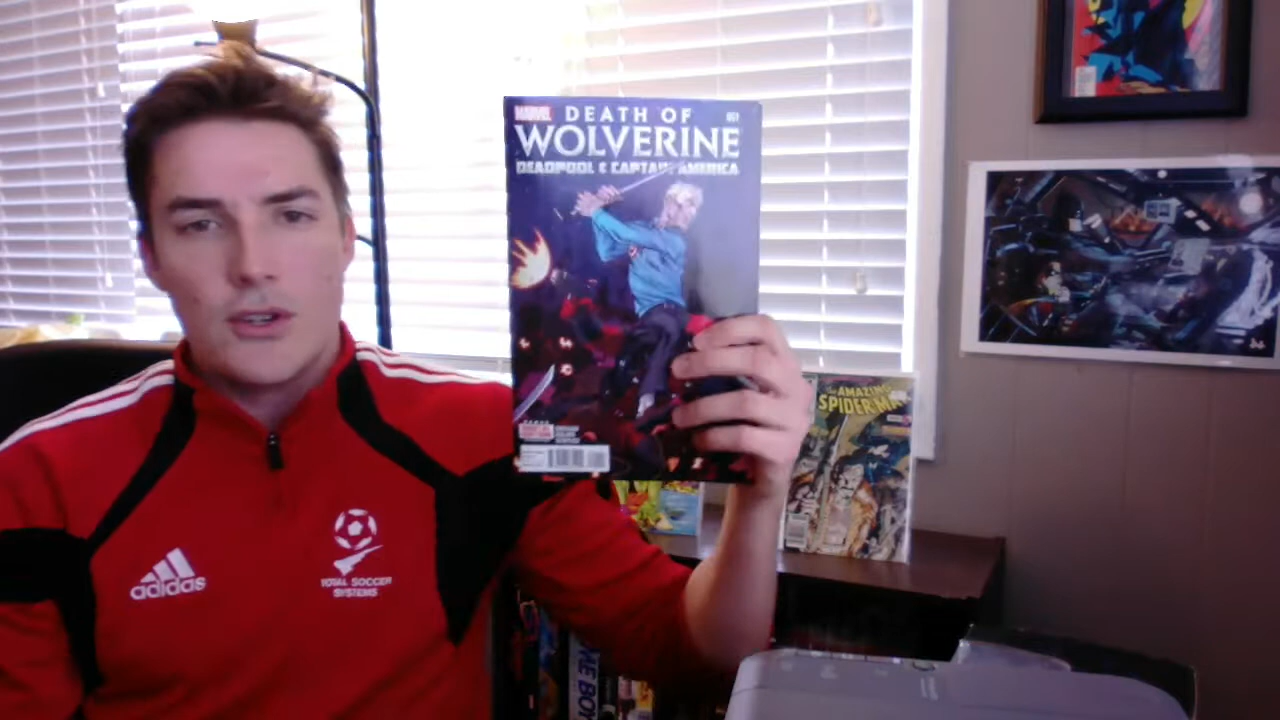 MARVEL
DEATH OF
001
WOLVERINE
DEADPOOL & CAPTAIN AMERICA
THE AMAZING
SPIDER-MAN
adidas
TOTAL SOCCER
SYSTEMS